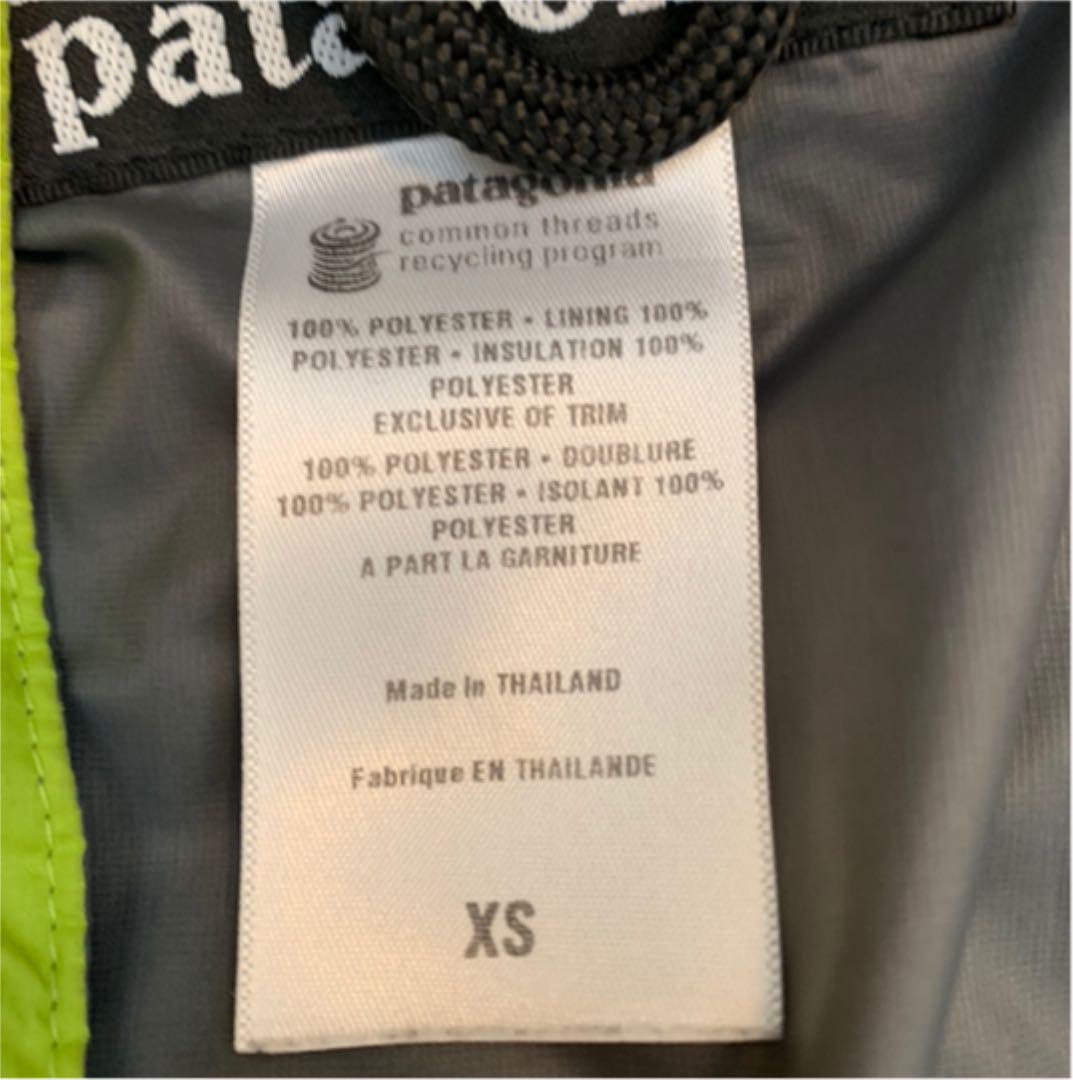 patagonia
patagonia
common threads
recycling program
100% POLYESTER • LINING 100%
POLYESTER • INSULATION 100%
POLYESTER
EXCLUSIVE OF TRIM
100% POLYESTER • DOUBLURE
100% POLYESTER • ISOLANT 100%
POLYESTER
A PART LA GARNITURE
Made In THAILAND
Fabrique EN THAILANDE
XS